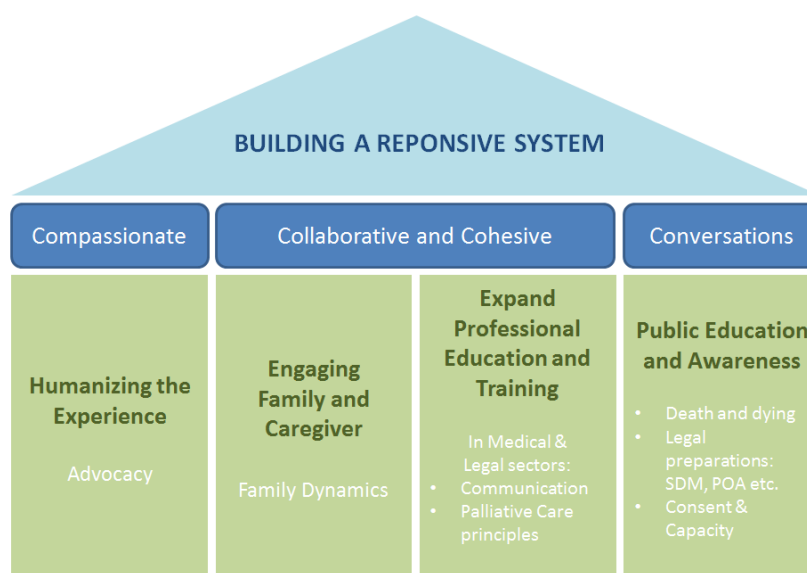 BUILDING A REPONSIVE SYSTEM
Compassionate
Collaborative and Cohesive
Conversations
Humanizing the
Experience
Advocacy
Engaging
Family and
Caregiver
Family Dynamics
Expand
Professional
Education and
Training
In Medical &
Legal sectors:
• Communication
• Palliative Care
principles
Public Education
and Awareness
• Death and dying
• Legal
preparations:
SDM, POA etc.
• Consent &
Capacity